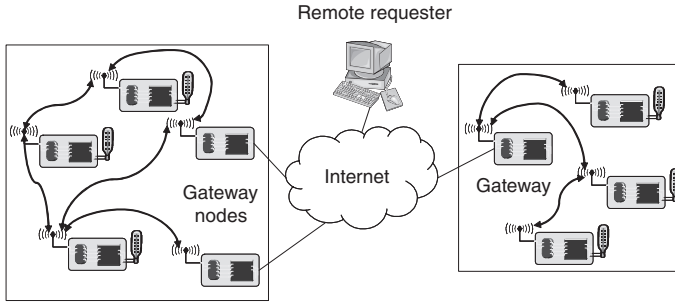 Remote requester
Internet
Gateway
nodes
Gateway